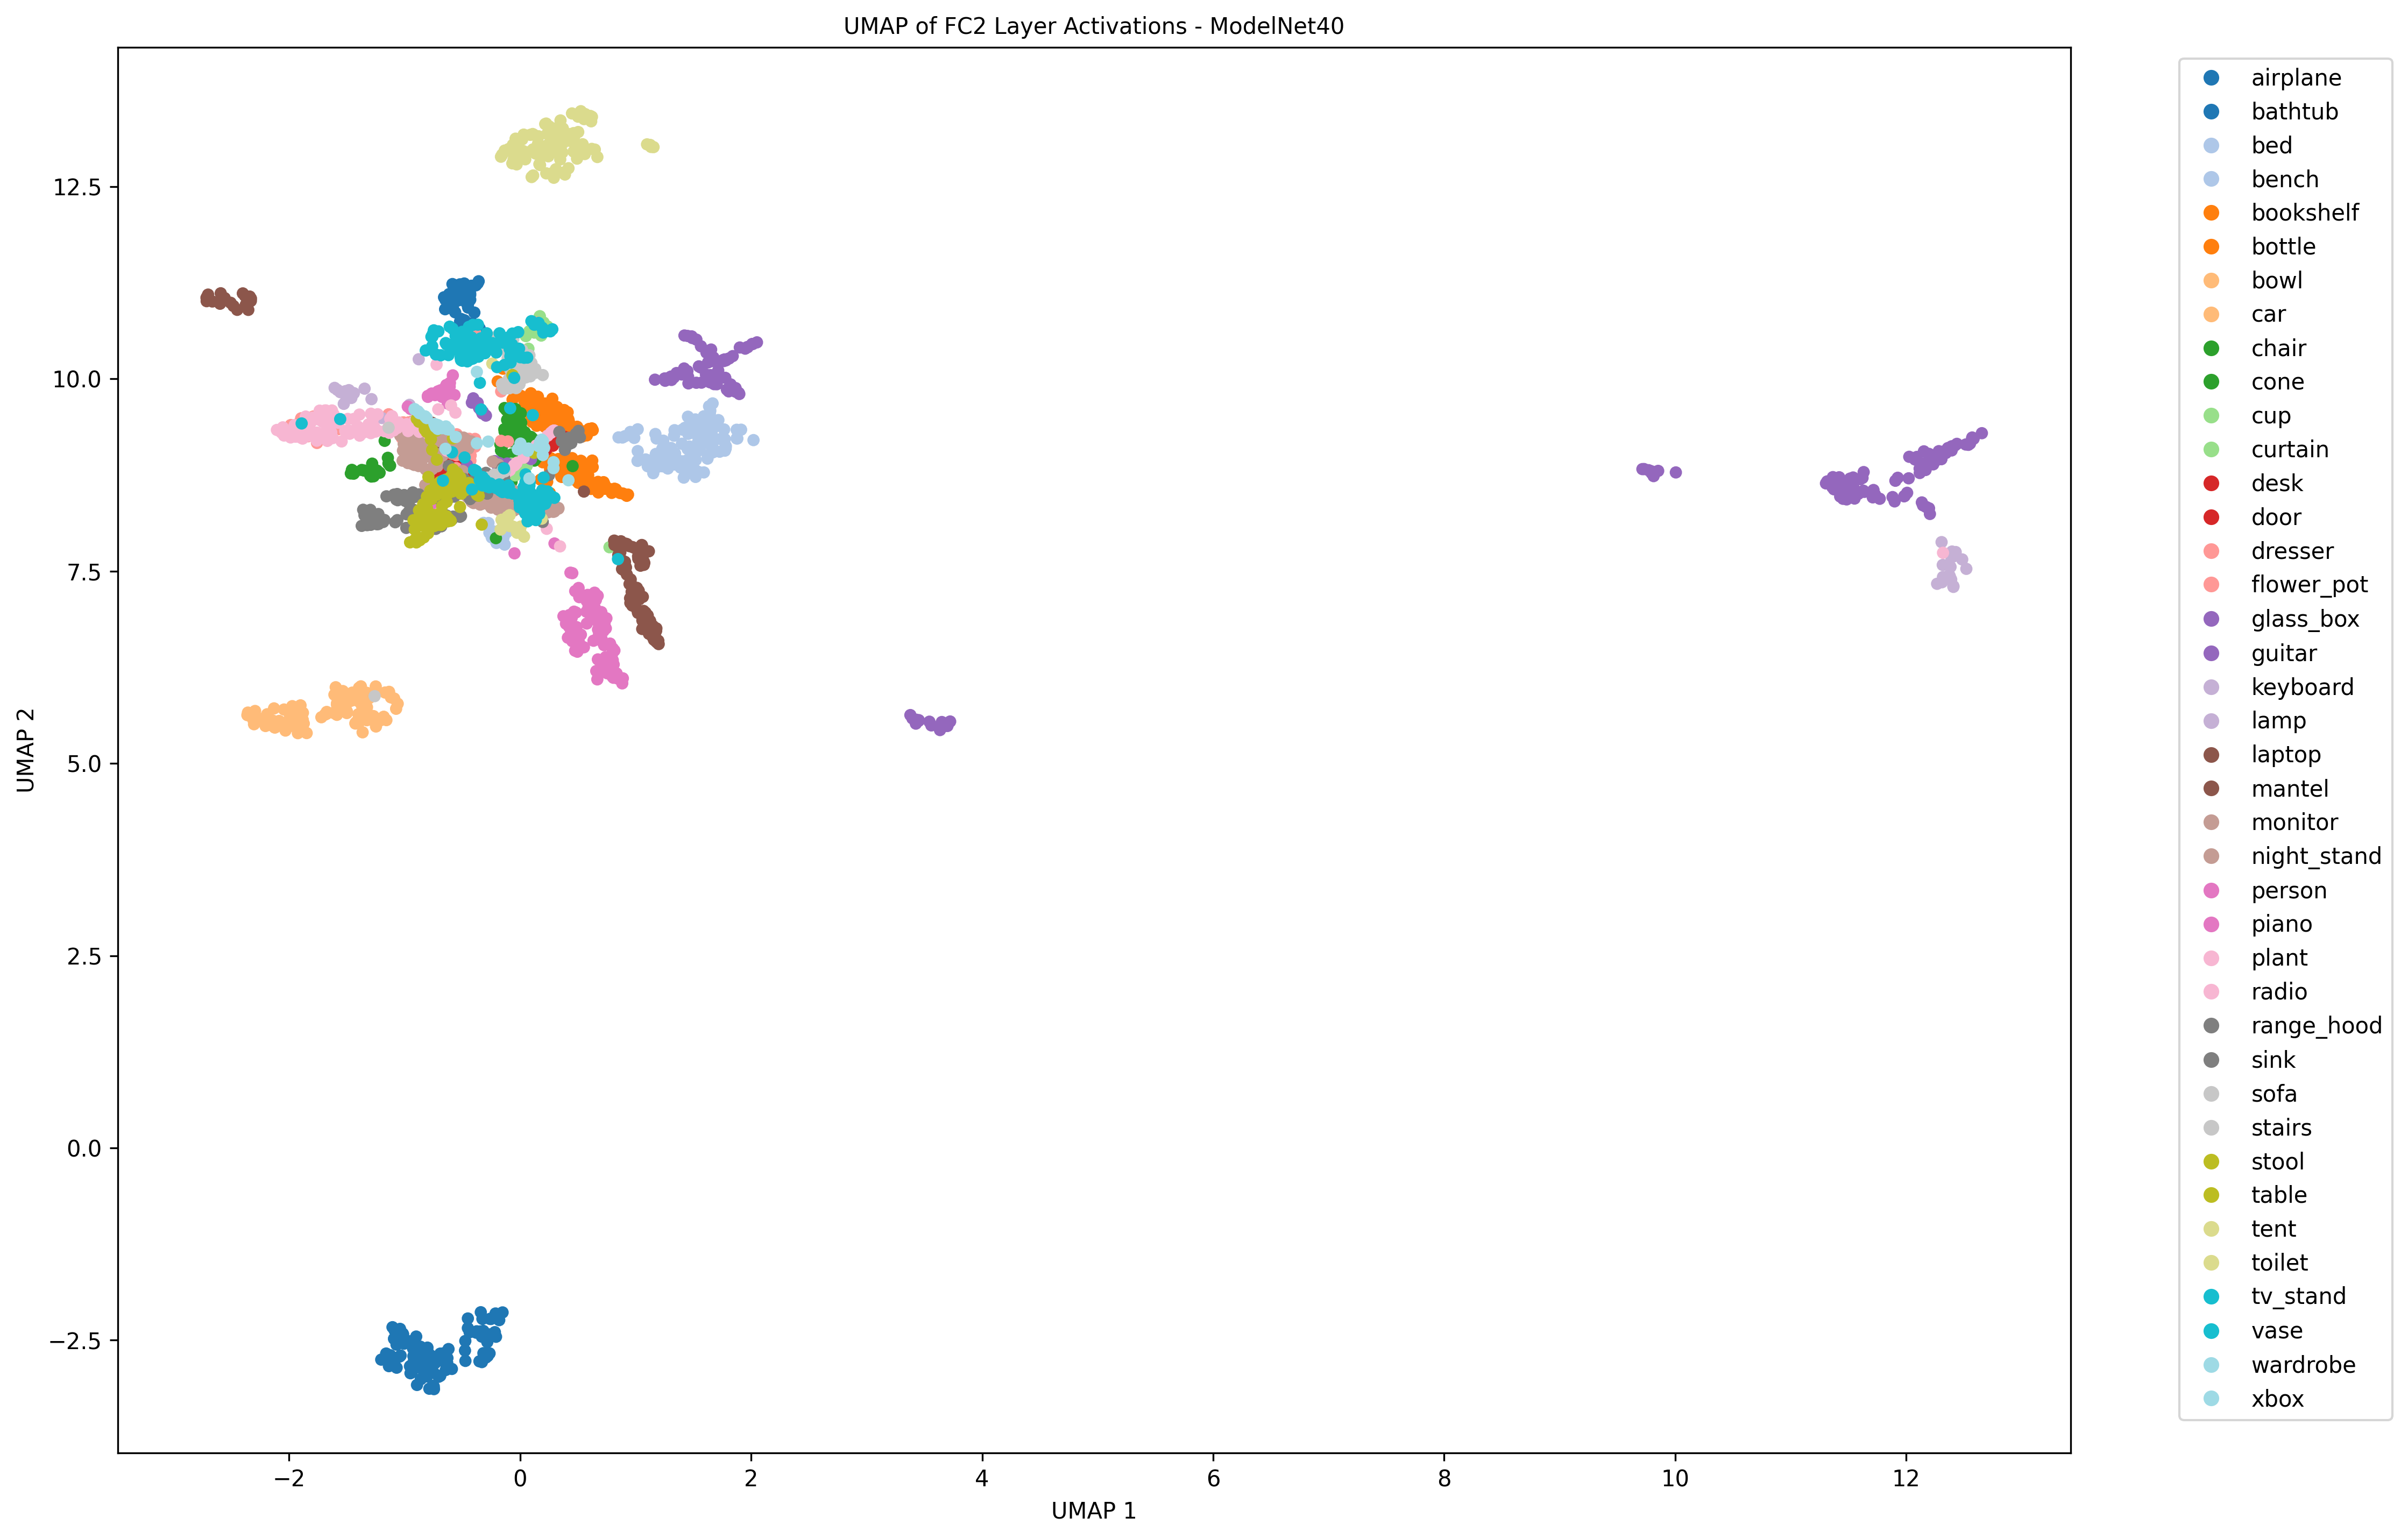 UMAP of FC2 Layer Activations - ModelNet40
12.5
10.0
7.5
5.0
2.5
0.0
−2.5
UMAP 2
−2
0
2
4
6
8
10
12
UMAP 1
airplane
bathtub
bed
bench
bookshelf
bottle
bowl
car
chair
cone
cup
curtain
desk
door
dresser
flower_pot
glass_box
guitar
keyboard
lamp
laptop
mantel
monitor
night_stand
person
piano
plant
radio
range_hood
sink
sofa
stairs
stool
table
tent
toilet
tv_stand
vase
wardrobe
xbox